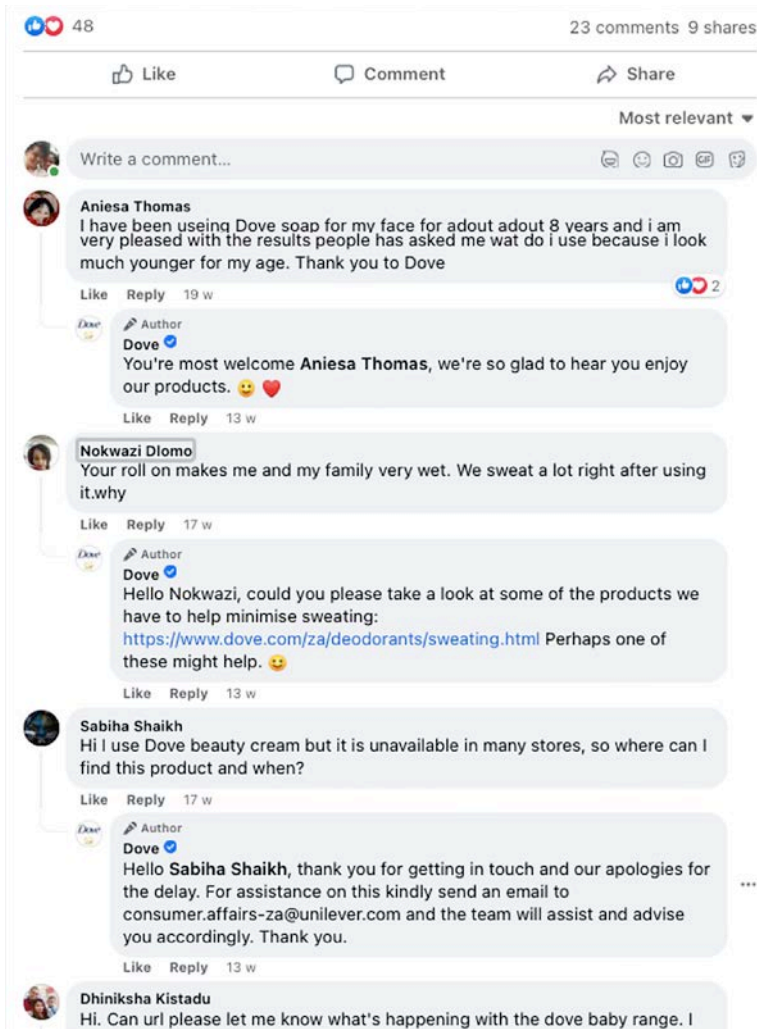 48
23 comments 9 shares
Like Comment Share
Most relevant
Write a comment...
GIF
Aniesa Thomas
I have been useing Dove soap for my face for adout adout 8 years and i am
very pleased with the results people has asked me wat do i use because i look
much younger for my age. Thank you to Dove
2
Like Reply 19 w
Dove
Author
Dove
You're most welcome Aniesa Thomas, we're so glad to hear you enjoy
our products.
Like Reply 13 w
Nokwazi Dlomo
Your roll on makes me and my family very wet. We sweat a lot right after using
it.why
Like Reply 17 w
Dove
Author
Dove
Hello Nokwazi, could you please take a look at some of the products we
have to help minimise sweating:
https://www.dove.com/za/deodorants/sweating.html Perhaps one of
these might help.
Like Reply 13 w
Sabiha Shaikh
Hi I use Dove beauty cream but it is unavailable in many stores, so where can I
find this product and when?
Like Reply 17 w
Dove
Author
Dove
Hello Sabiha Shaikh, thank you for getting in touch and our apologies for
the delay. For assistance on this kindly send an email to
consumer.affairs-za@unilever.com and the team will assist and advise
you accordingly. Thank you.
Like Reply 13 w
Dhiniksha Kistadu
Hi. Can url please let me know what's happening with the dove baby range. I